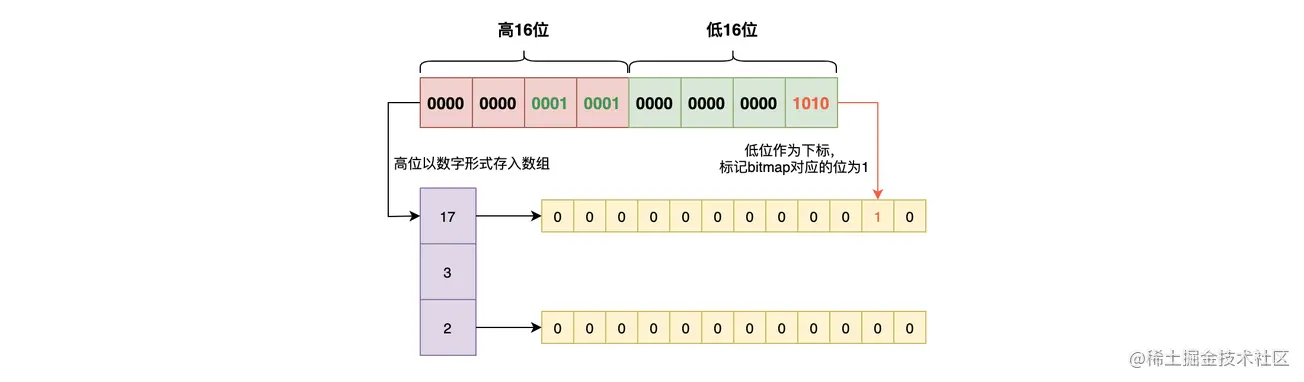 高16位 低16位
0000 0000 0001 0001 0000 0000 0000 1010
高位以数字形式存入数组
低位作为下标,
标记bitmap对应的位为1
17 0 0 0 0 0 0 0 0 0 0 1 0
3
2 0 0 0 0 0 0 0 0 0 0 0 0
@稀土掘金技术社区